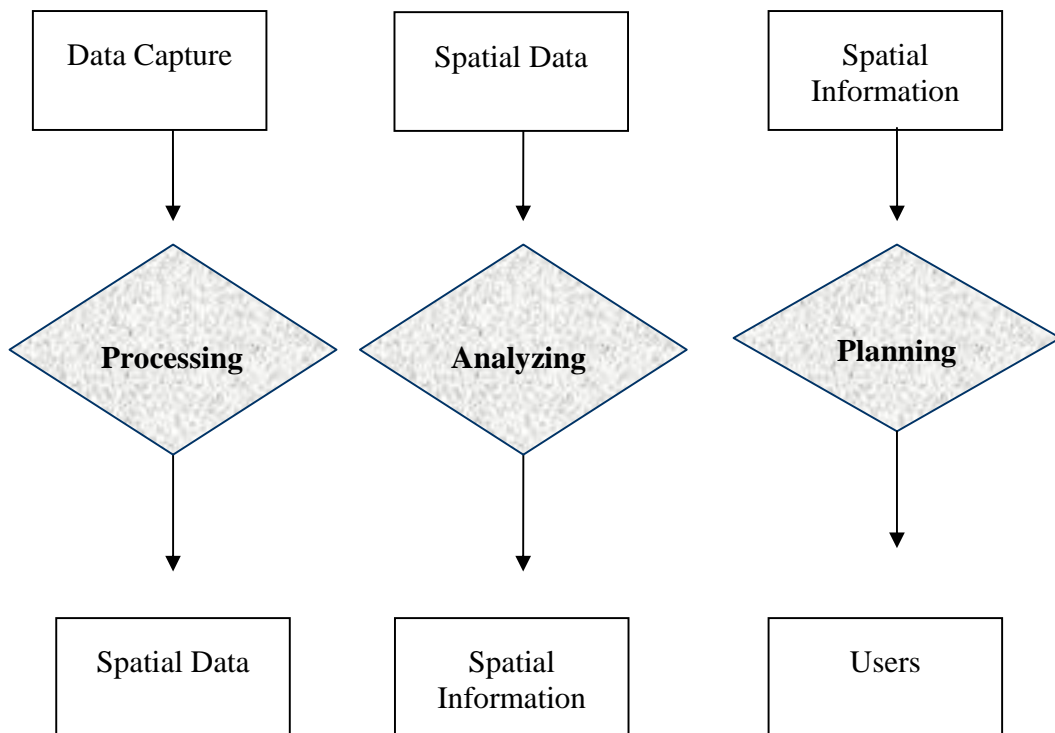 Data Capture
Spatial Data
Spatial
Information
Processing
Analyzing
Planning
Spatial Data
Spatial
Information
Users